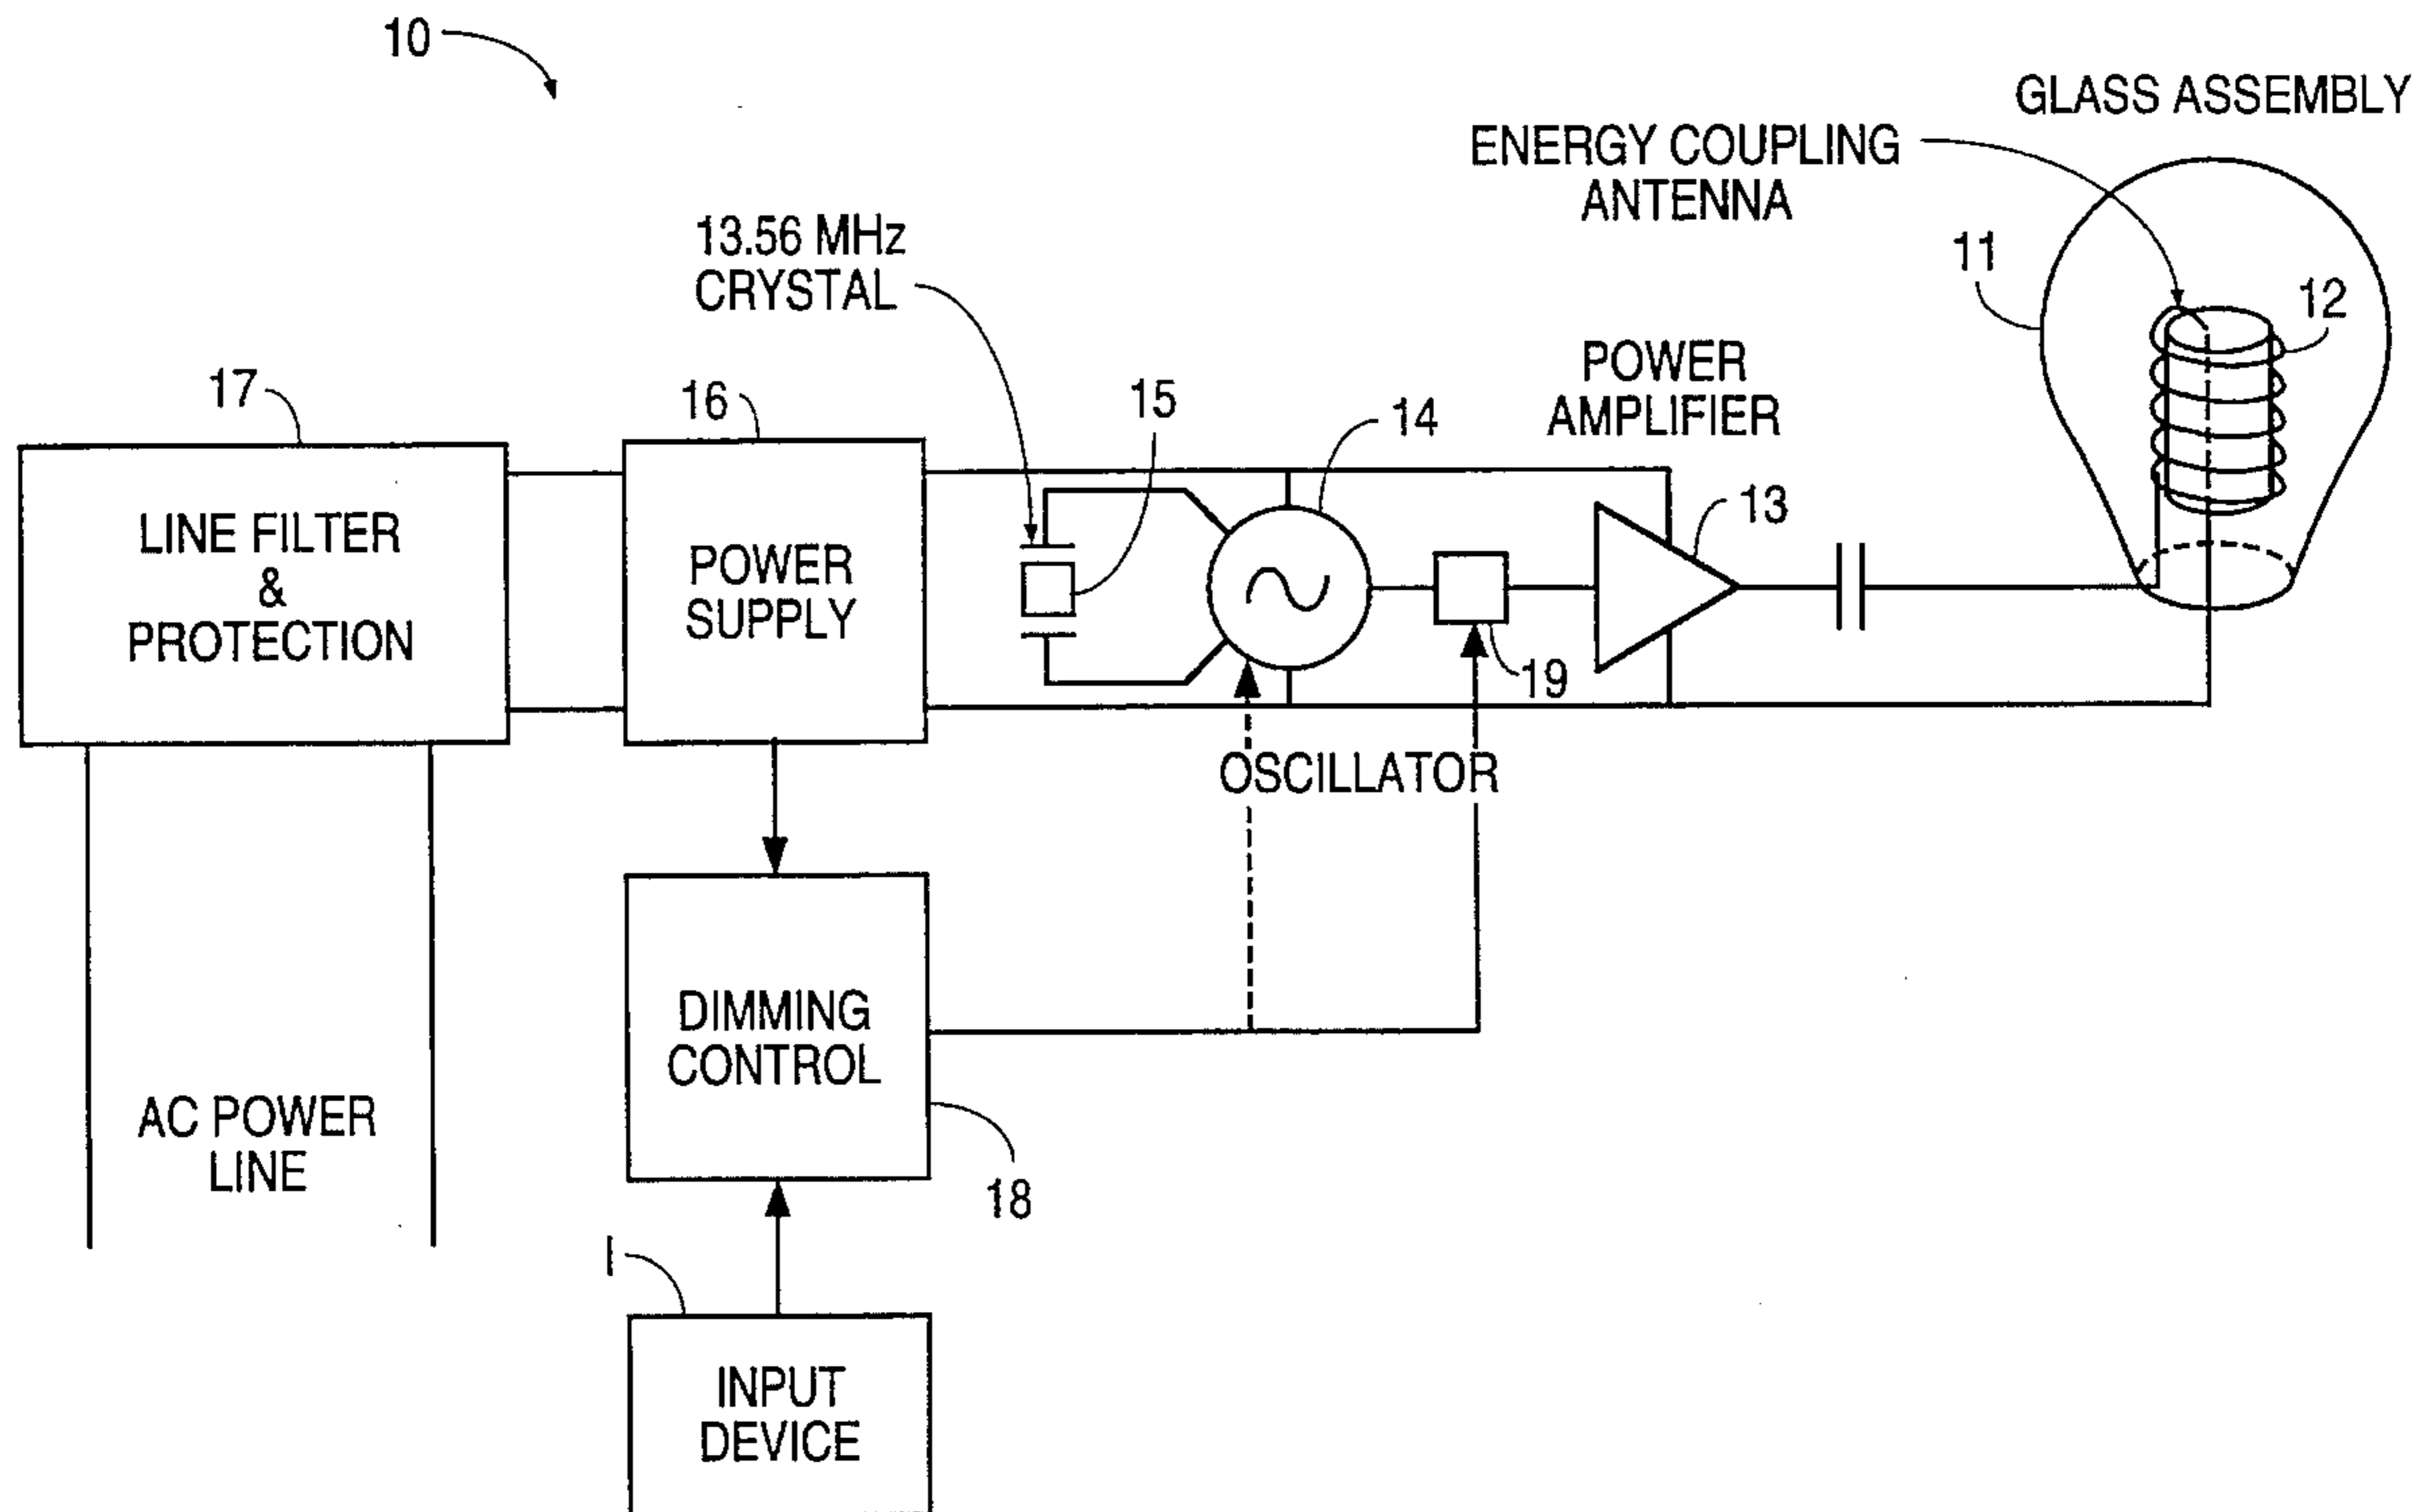 10
GLASS ASSEMBLY
ENERGY COUPLING
ANTENNA
13.56 MHz
CRYSTAL
11
12
POWER
AMPLIFIER
17
16
15
14
13
LINE FILTER
&
PROTECTION
POWER
SUPPLY
19
OSCILLATOR
DIMMING
CONTROL
AC POWER
LINE
18
I
INPUT
DEVICE